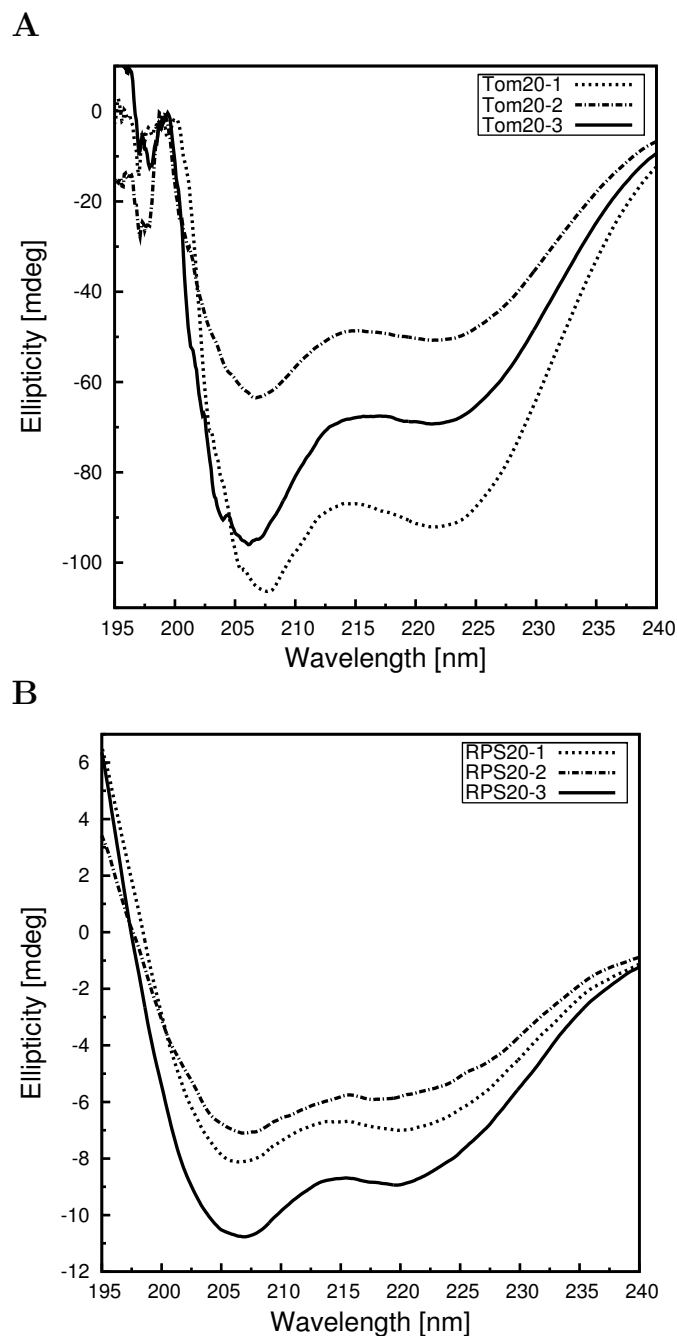 A
Tom20-1
Tom20-2
Tom20-3
0
-20
-40
-60
-80
-100
Ellipticity [mdeg]
195 200 205 210 215 220 225 230 235 240
Wavelength [nm]
B
RPS20-1
RPS20-2
RPS20-3
6
4
2
0
-2
-4
-6
-8
-10
-12
Ellipticity [mdeg]
195 200 205 210 215 220 225 230 235 240
Wavelength [nm]